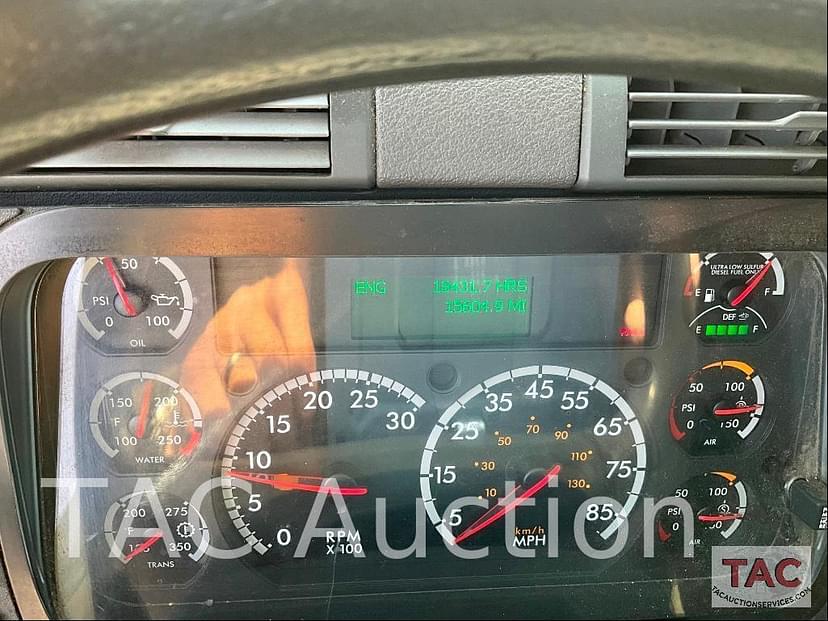 ENG 18411.7 HRS
15604.9 MI
50
PSI
0 100
OIL
150 200
F
100 250
WATER
200 275
F
350
TRANS
0 5 10 15 20 25 30
RPM
X 100
5 15 25 35 45 55 65 75 85
10 30 50 70 90 110 130
km/h
MPH
ULTRA LOW SULFUR
DIESEL FUEL ONLY
E F
DEF
E F
50 100
PSI
0 150
AIR
50 100
PSI
0
AIR
TAC Auction
TAC
TACAUCTIONSERVICES.COM